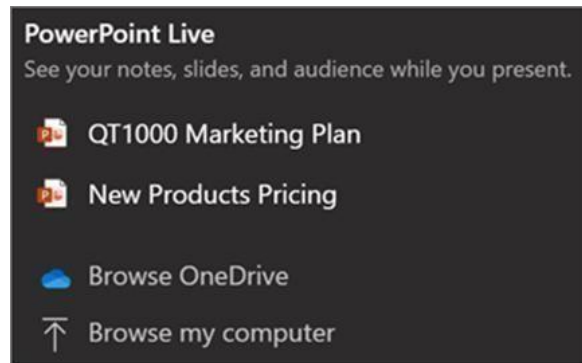 PowerPoint Live
See your notes, slides, and audience while you present.
QT1000 Marketing Plan
New Products Pricing
Browse OneDrive
Browse my computer